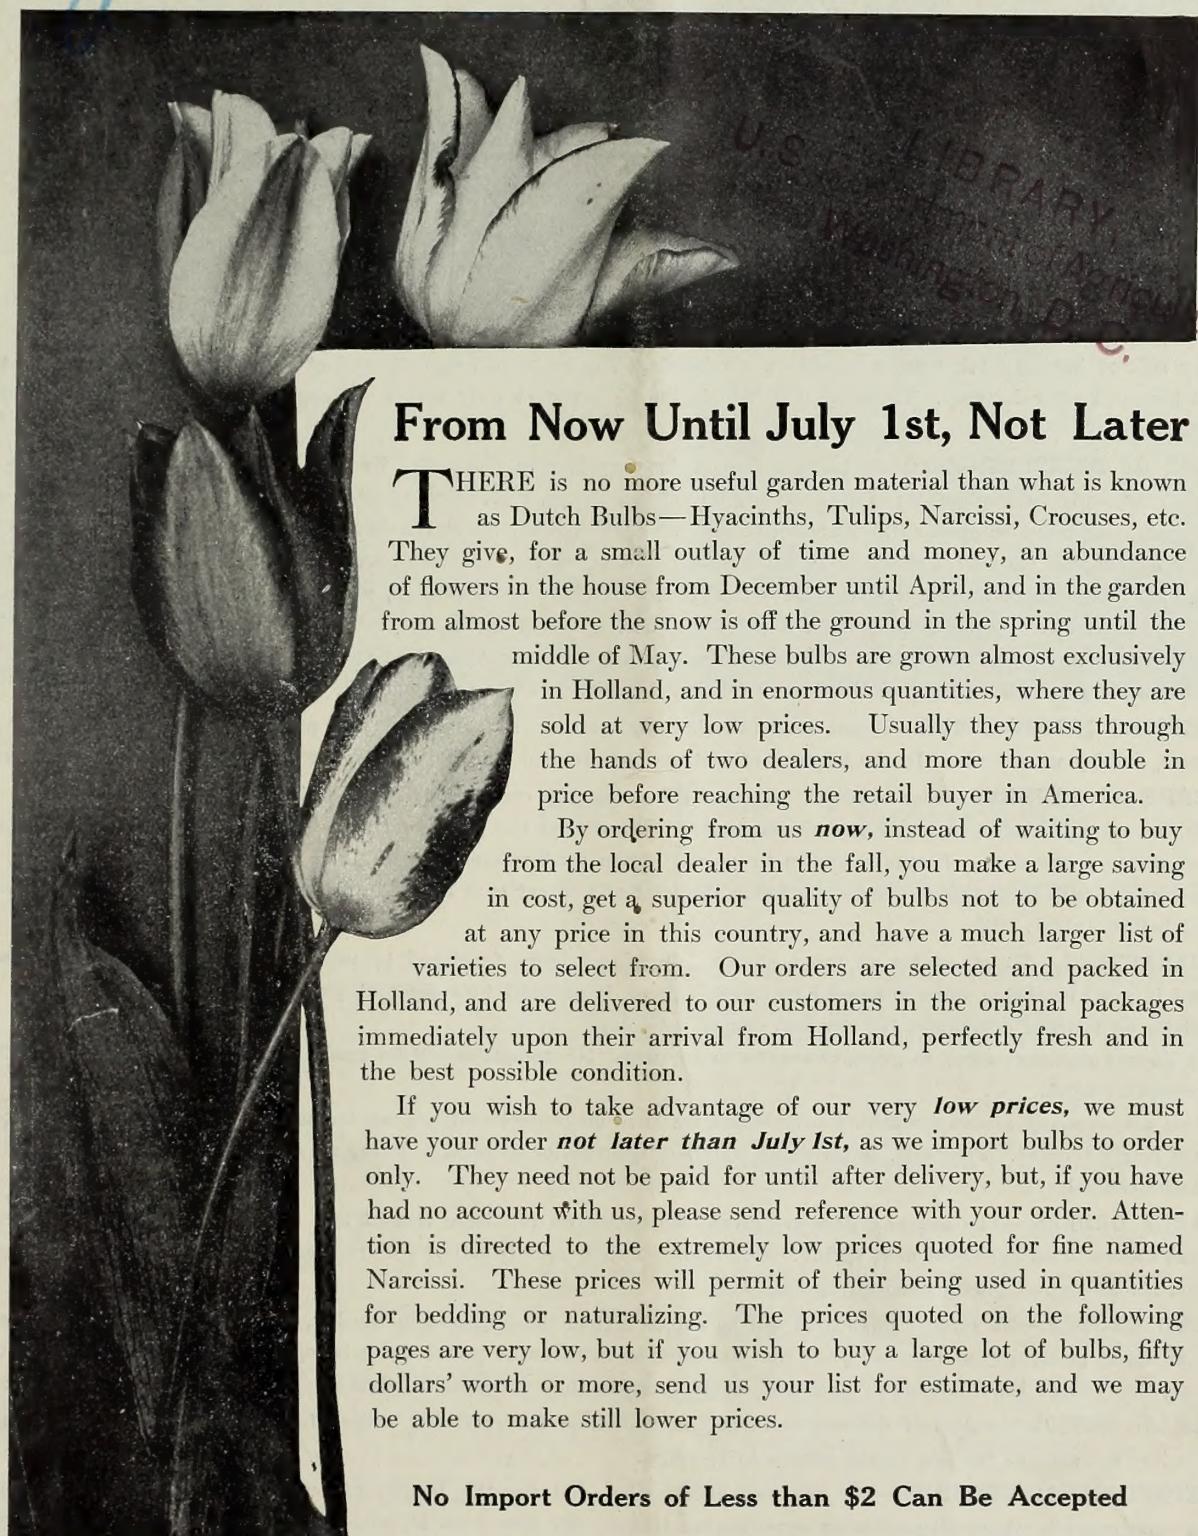 LIBRARY,
U. S. Department of Agricul
Washington, D. C.
From Now Until July 1st, Not Later
THERE is no more useful garden material than what is known
as Dutch Bulbs—Hyacinths, Tulips, Narcissi, Crocuses, etc.
They give, for a small outlay of time and money, an abundance
of flowers in the house from December until April, and in the garden
from almost before the snow is off the ground in the spring until the
middle of May. These bulbs are grown almost exclusively
in Holland, and in enormous quantities, where they are
sold at very low prices. Usually they pass through
the hands of two dealers, and more than double in
price before reaching the retail buyer in America.
By ordering from us now, instead of waiting to buy
from the local dealer in the fall, you make a large saving
in cost, get a superior quality of bulbs not to be obtained
at any price in this country, and have a much larger list of
varieties to select from. Our orders are selected and packed in
Holland, and are delivered to our customers in the original packages
immediately upon their arrival from Holland, perfectly fresh and in
the best possible condition.
If you wish to take advantage of our very low prices, we must
have your order not later than July 1st, as we import bulbs to order
only. They need not be paid for until after delivery, but, if you have
had no account with us, please send reference with your order. Atten-
tion is directed to the extremely low prices quoted for fine named
Narcissi. These prices will permit of their being used in quantities
for bedding or naturalizing. The prices quoted on the following
pages are very low, but if you wish to buy a large lot of bulbs, fifty
dollars' worth or more, send us your list for estimate, and we may
be able to make still lower prices.
No Import Orders of Less than $2 Can Be Accepted